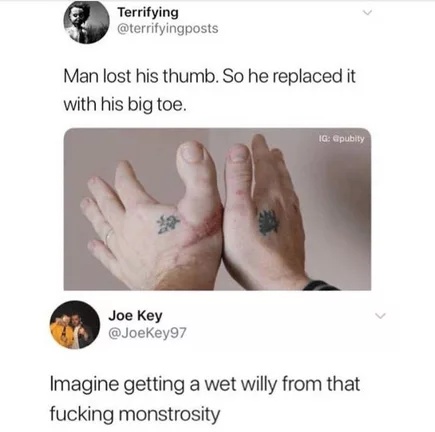 Terrifying
@terrifyingposts
Man lost his thumb. So he replaced it
with his big toe.
IG: @pubity
Joe Key
@JoeKey97
Imagine getting a wet willy from that
fucking monstrosity